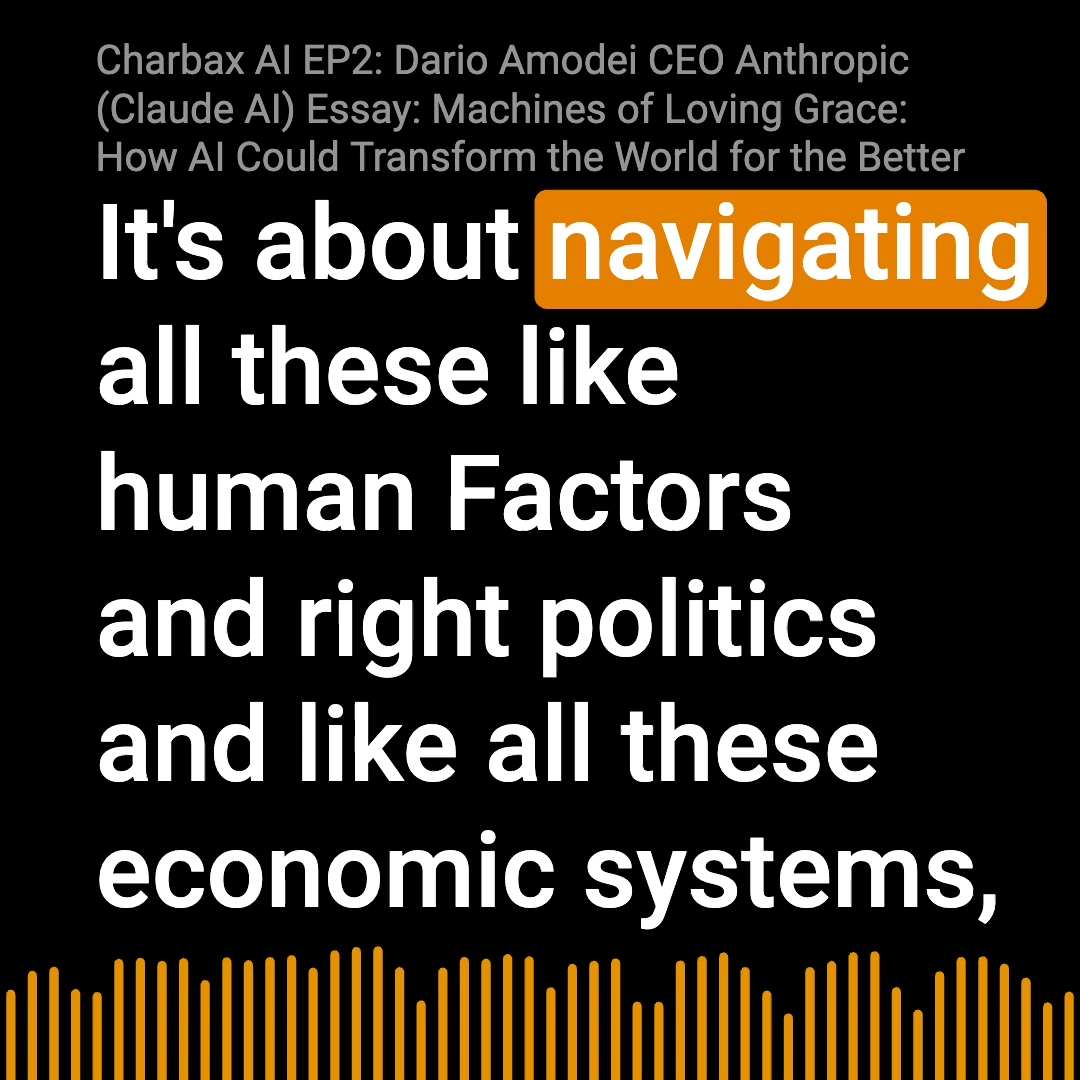 Charbax AI EP2: Dario Amodei CEO Anthropic
(Claude AI) Essay: Machines of Loving Grace:
How AI Could Transform the World for the Better
It's about navigating
all these like
human Factors
and right politics
and like all these
economic systems,